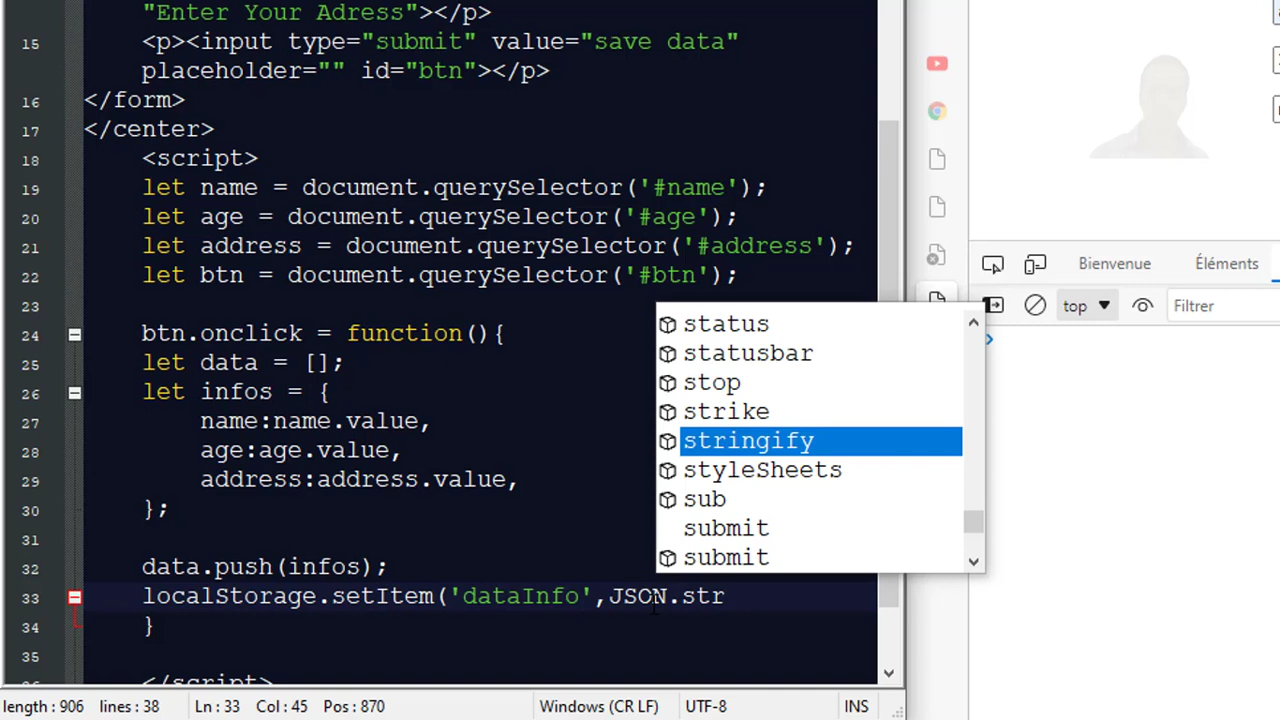 "Enter Your Adress"></p>
15 <p><input type="submit" value="save data"
placeholder="" id="btn"></p>
16 </form>
17 </center>
18 <script>
19 let name = document.querySelector('#name');
20 let age = document.querySelector('#age');
21 let address = document.querySelector('#address');
22 let btn = document.querySelector('#btn');
23
24 btn.onclick = function(){
25 let data = [];
26 let infos = {
27 name:name.value,
28 age:age.value,
29 address:address.value,
30 };
31
32 data.push(infos);
33 localStorage.setItem('dataInfo',JSON.str
34 }
35
</script>
status
statusbar
stop
strike
stringify
styleSheets
sub
submit
submit
Bienvenue Éléments
top Filtrer
length : 906 lines : 38 Ln : 33 Col : 45 Pos : 870 Windows (CR LF) UTF-8 INS